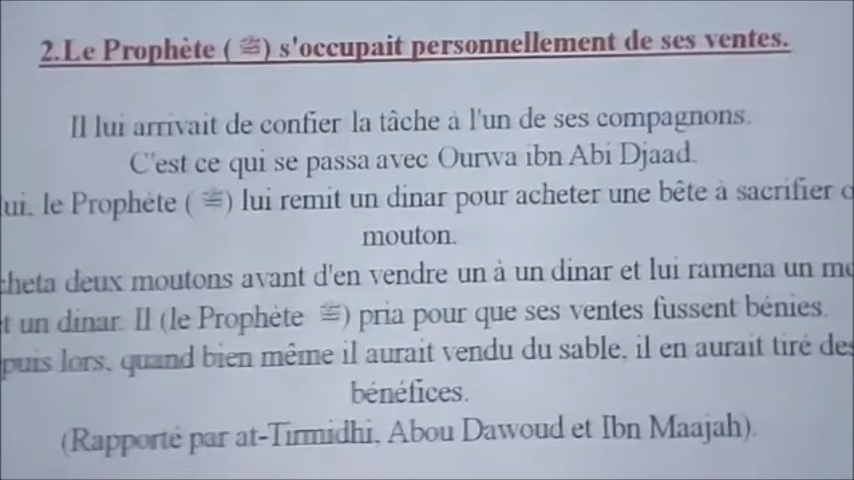 2.Le Prophète (ﷺ) s'occupait personnellement de ses ventes.
Il lui arrivait de confier la tâche à l'un de ses compagnons.
C'est ce qui se passa avec Ourwa ibn Abi Djaad.
lui, le Prophète (ﷺ) lui remit un dinar pour acheter une bête à sacrifier
mouton.
cheta deux moutons avant d'en vendre un à un dinar et lui ramena un
t un dinar. Il (le Prophète ﷺ) pria pour que ses ventes fussent bénies.
puis lors, quand bien même il aurait vendu du sable, il en aurait tiré des
bénéfices.
(Rapporté par at-Tirmidhi, Abou Dawoud et Ibn Maajah).